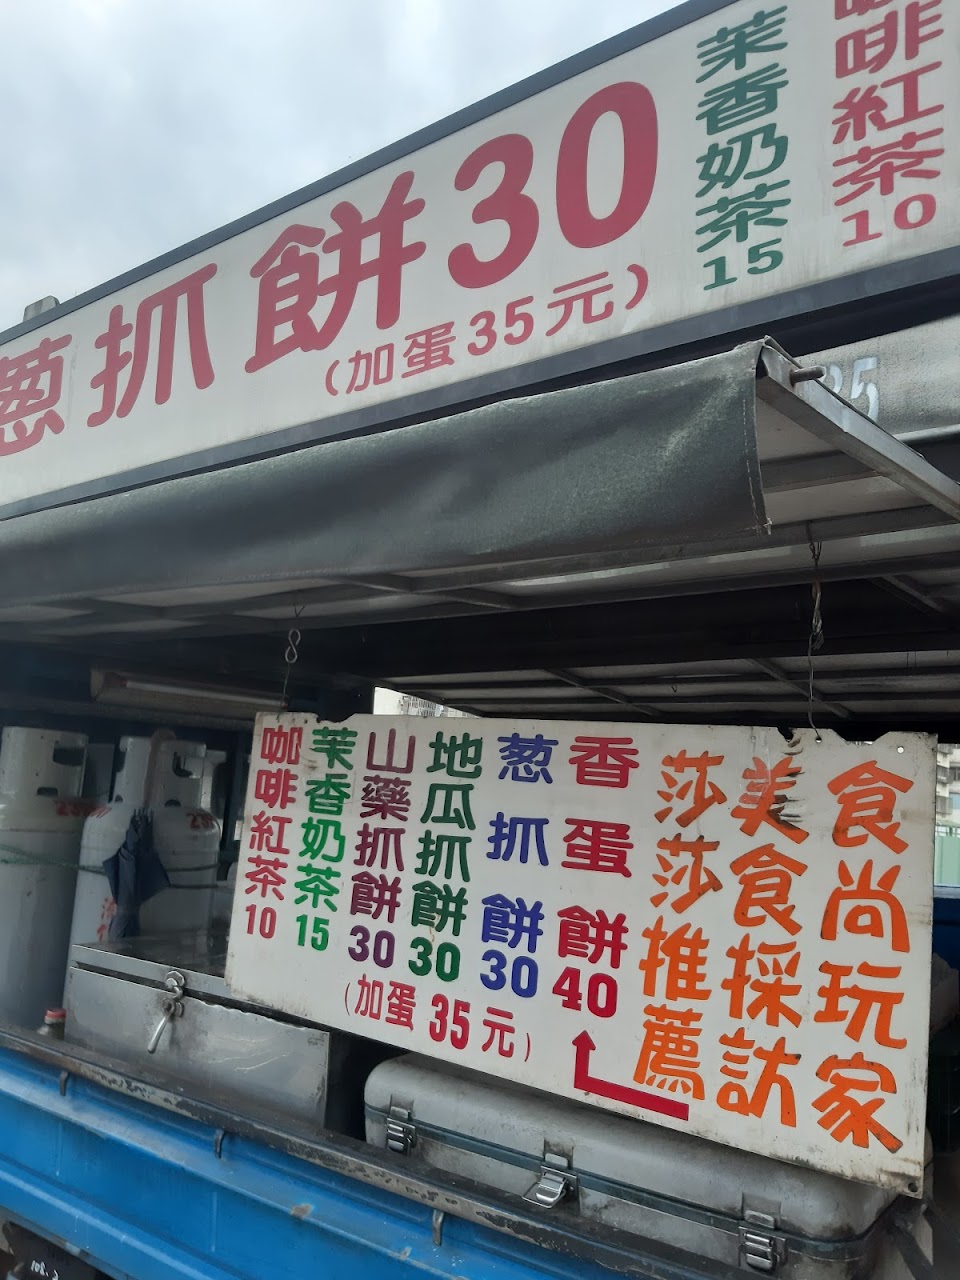 葱抓餅30
(加蛋35元)
茉香奶茶15
咖啡紅茶10
35
食尚玩家
美食採訪
莎莎推薦
香蛋餅40
葱抓餅30
地瓜抓餅30
山藥抓餅30
(加蛋35元)
茉香奶茶15
咖啡紅茶10